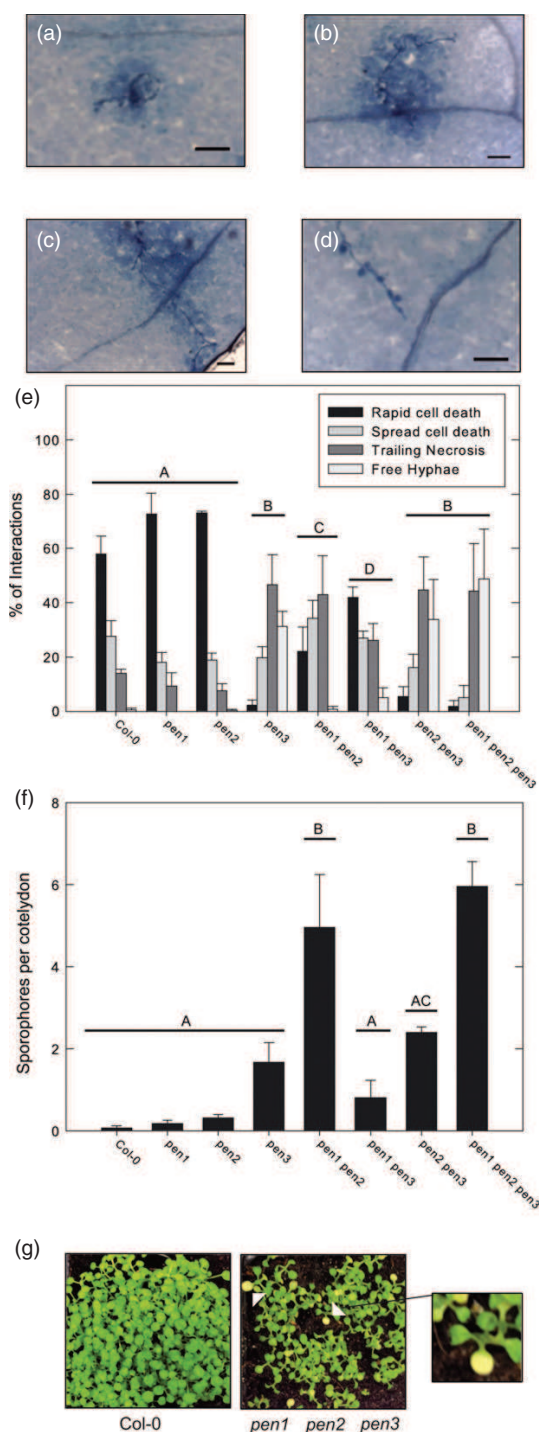 (a)
(b)
(c)
(d)
(e)
Rapid cell death
Spread cell death
Trailing Necrosis
Free Hyphae
% of Interactions
100
80
60
40
20
0
A
B
C
D
B
Col-0
pen1
pen2
pen3
pen1 pen2
pen1 pen3
pen2 pen3
pen1 pen2 pen3
(f)
Sporophores per cotelydon
8
6
4
2
0
A
B
A
AC
B
Col-0
pen1
pen2
pen3
pen1 pen2
pen1 pen3
pen2 pen3
pen1 pen2 pen3
(g)
Col-0
pen1 pen2 pen3